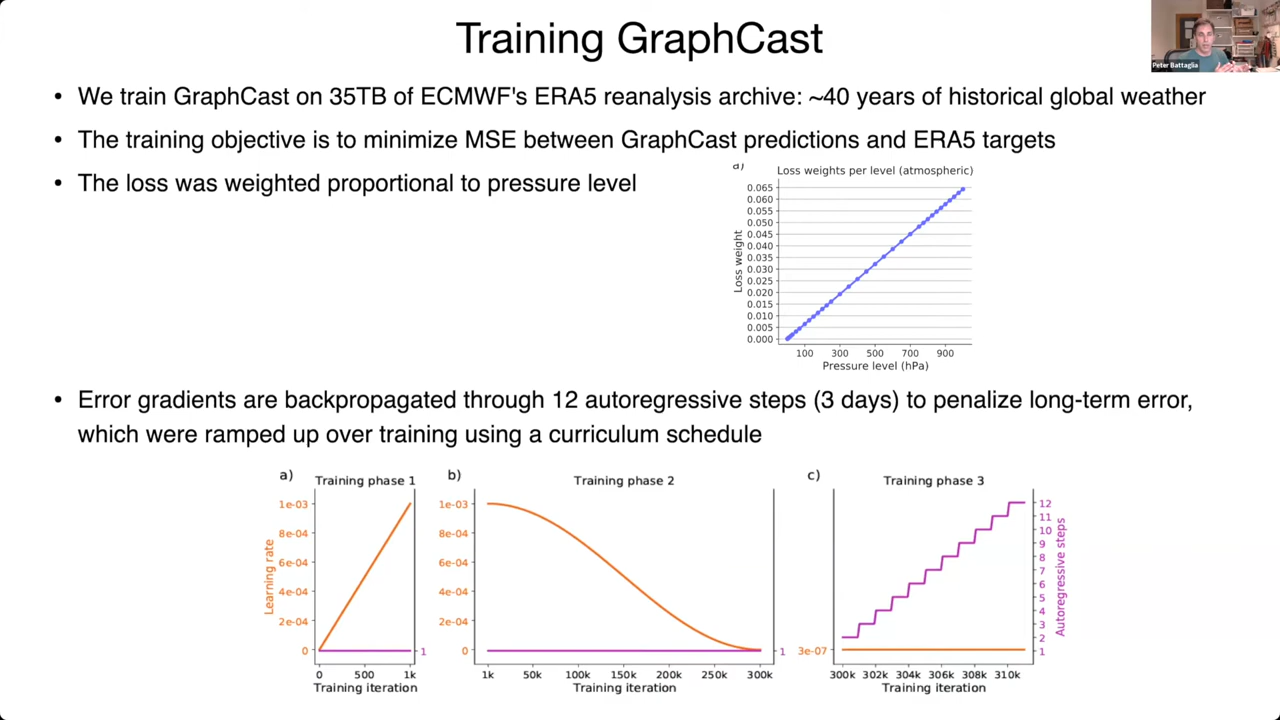 Training GraphCast
Peter Battaglia
• We train GraphCast on 35TB of ECMWF's ERA5 reanalysis archive: ~40 years of historical global weather
• The training objective is to minimize MSE between GraphCast predictions and ERA5 targets
• The loss was weighted proportional to pressure level
a)
Loss weights per level (atmospheric)
0.065
0.060
0.055
0.050
0.045
0.040
0.035
0.030
0.025
0.020
0.015
0.010
0.005
0.000
Loss weight
100 300 500 700 900
Pressure level (hPa)
• Error gradients are backpropagated through 12 autoregressive steps (3 days) to penalize long-term error,
which were ramped up over training using a curriculum schedule
a) Training phase 1
1e-03
8e-04
6e-04
4e-04
2e-04
0
Learning rate
1
0 500 1k
Training iteration
b) Training phase 2
1e-03
8e-04
6e-04
4e-04
2e-04
0
1
1k 50k 100k 150k 200k 250k 300k
Training iteration
c) Training phase 3
3e-07
12
11
10
9
8
7
6
5
4
3
2
1
Autoregressive steps
300k 302k 304k 306k 308k 310k
Training iteration